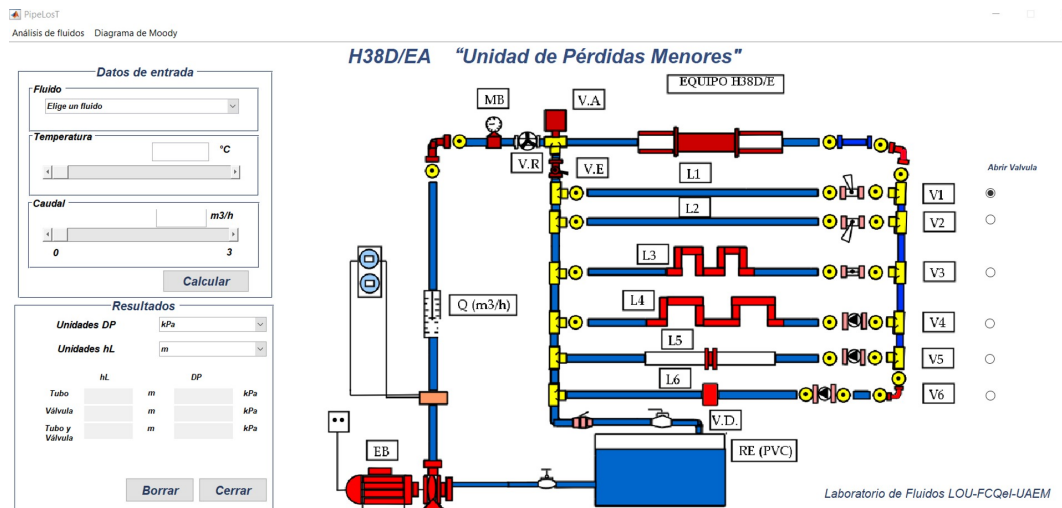 PipeLosT
Análisis de fluidos Diagrama de Moody
H38D/EA "Unidad de Pérdidas Menores"
Datos de entrada
Fluido
Elige un fluido
Temperatura
°C
Caudal
m3/h
0 3
Calcular
Resultados
Unidades DP kPa
Unidades hL m
hL DP
Tubo m kPa
Válvula m kPa
Tubo y m kPa
Válvula
Borrar Cerrar
EQUIPO H38D/E
MB
V.A
V.R
V.E
Abrir Valvula
L1
V1
L2
V2
L3
V3
L4
Q (m3/h)
V4
L5
V5
L6
V6
V.D.
EB
RE (PVC)
Laboratorio de Fluidos LOU-FCQeI-UAEM